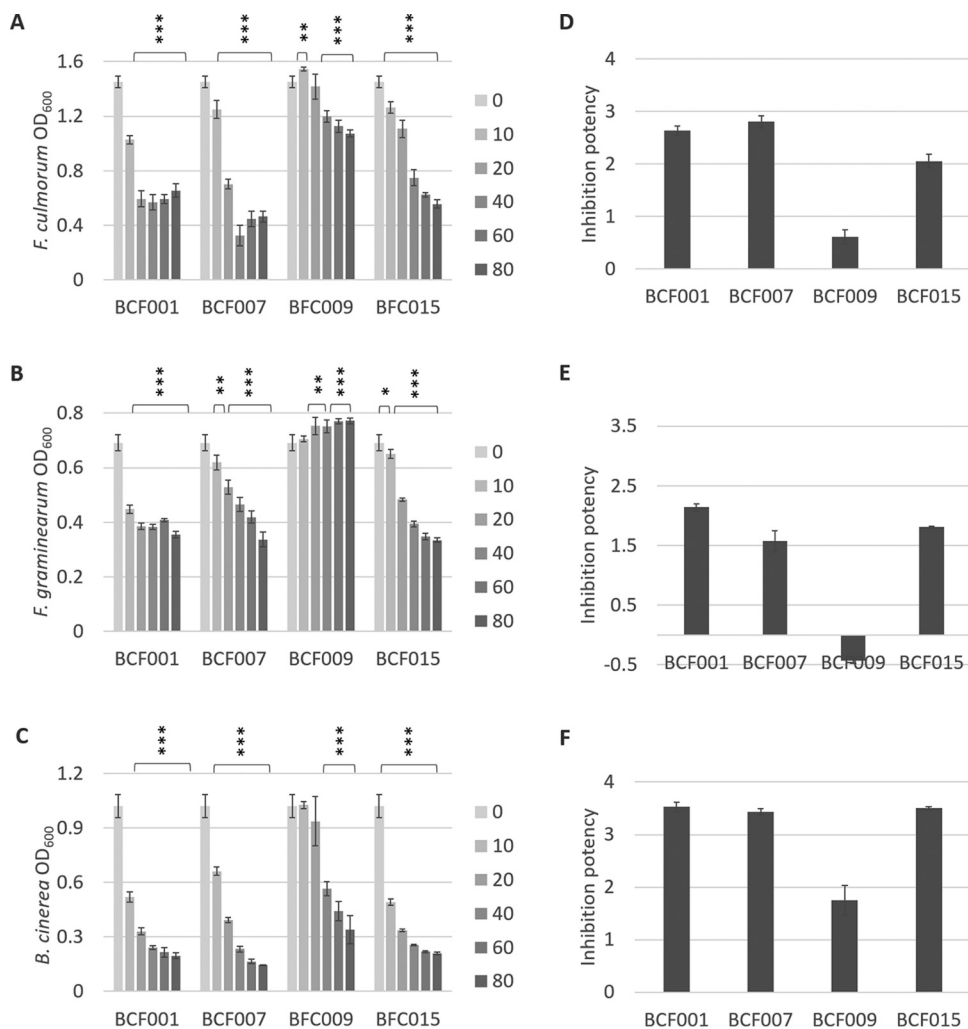 A
*** *** ** *** ***
F. culmorum OD600
1.6
1.2
0.8
0.4
0
BCF001 BCF007 BFC009 BFC015
0
10
20
40
60
80
D
Inhibition potency
4
3
2
1
0
BCF001 BCF007 BCF009 BCF015
B
*** ** *** ** *** * ***
F. graminearum OD600
0.8
0.6
0.4
0.2
0
BCF001 BCF007 BCF009 BCF015
0
10
20
40
60
80
E
Inhibition potency
3.5
2.5
1.5
0.5
-0.5
BCF001 BCF007 BCF009 BCF015
C
*** *** *** ***
B. cinerea OD600
1.2
0.9
0.6
0.3
0
BCF001 BCF007 BFC009 BFC015
0
10
20
40
60
80
F
Inhibition potency
4
3
2
1
0
BCF001 BCF007 BCF009 BCF015